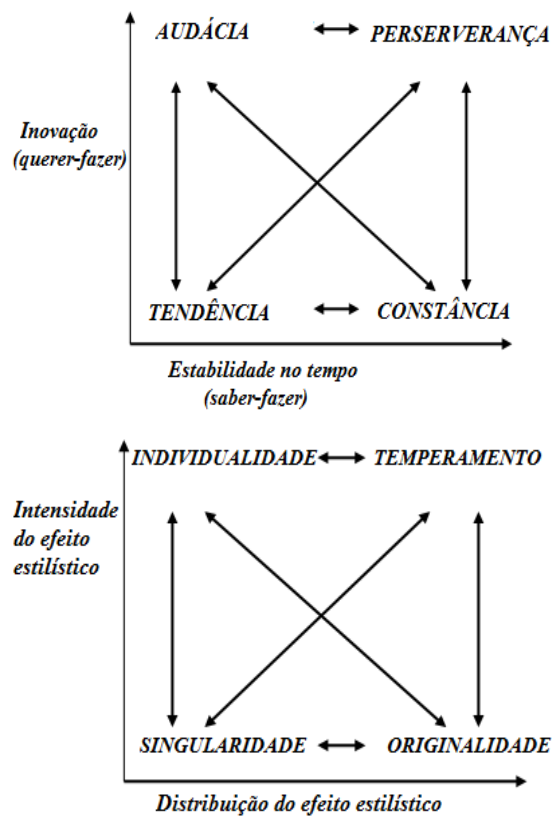 AUDÁCIA PERSERVERANÇA
Inovação
(querer-fazer)
TENDÊNCIA CONSTÂNCIA
Estabilidade no tempo
(saber-fazer)
INDIVIDUALIDADE TEMPERAMENTO
Intensidade
do efeito
estilístico
SINGULARIDADE ORIGINALIDADE
Distribuição do efeito estilístico